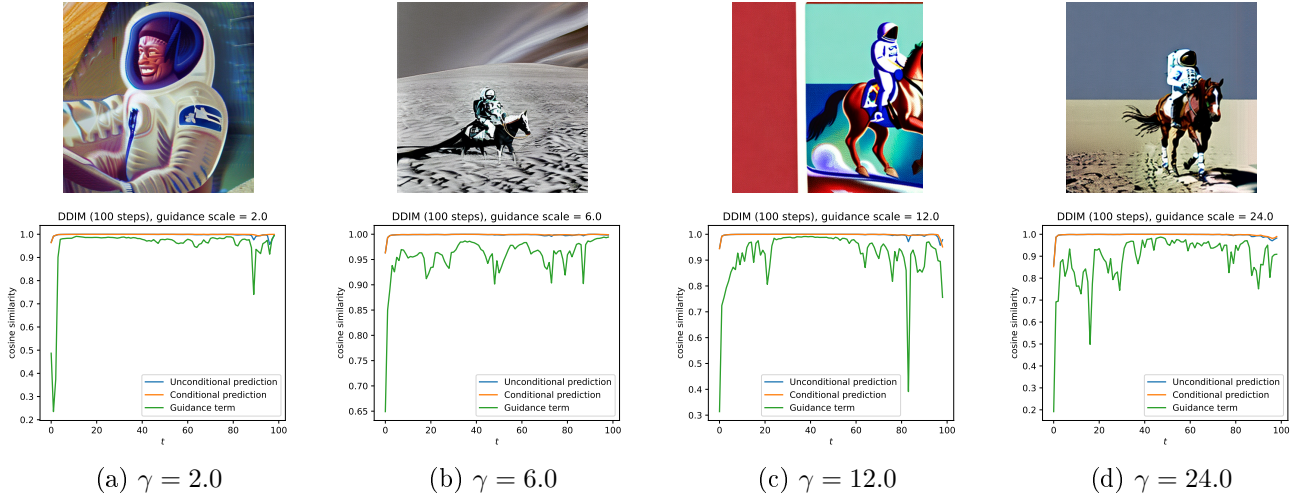 DDIM (100 steps), guidance scale = 2.0
1.0
0.9
0.8
0.7
0.6
0.5
0.4
0.3
0.2
cosine similarity
Unconditional prediction
Conditional prediction
Guidance term
0 20 40 60 80 100
t
(a) γ = 2.0
DDIM (100 steps), guidance scale = 6.0
1.00
0.95
0.90
0.85
0.80
0.75
0.70
0.65
cosine similarity
Unconditional prediction
Conditional prediction
Guidance term
0 20 40 60 80 100
t
(b) γ = 6.0
DDIM (100 steps), guidance scale = 12.0
1.0
0.9
0.8
0.7
0.6
0.5
0.4
0.3
cosine similarity
Unconditional prediction
Conditional prediction
Guidance term
0 20 40 60 80 100
t
(c) γ = 12.0
DDIM (100 steps), guidance scale = 24.0
1.0
0.9
0.8
0.7
0.6
0.5
0.4
0.3
0.2
cosine similarity
Unconditional prediction
Conditional prediction
Guidance term
0 20 40 60 80 100
t
(d) γ = 24.0